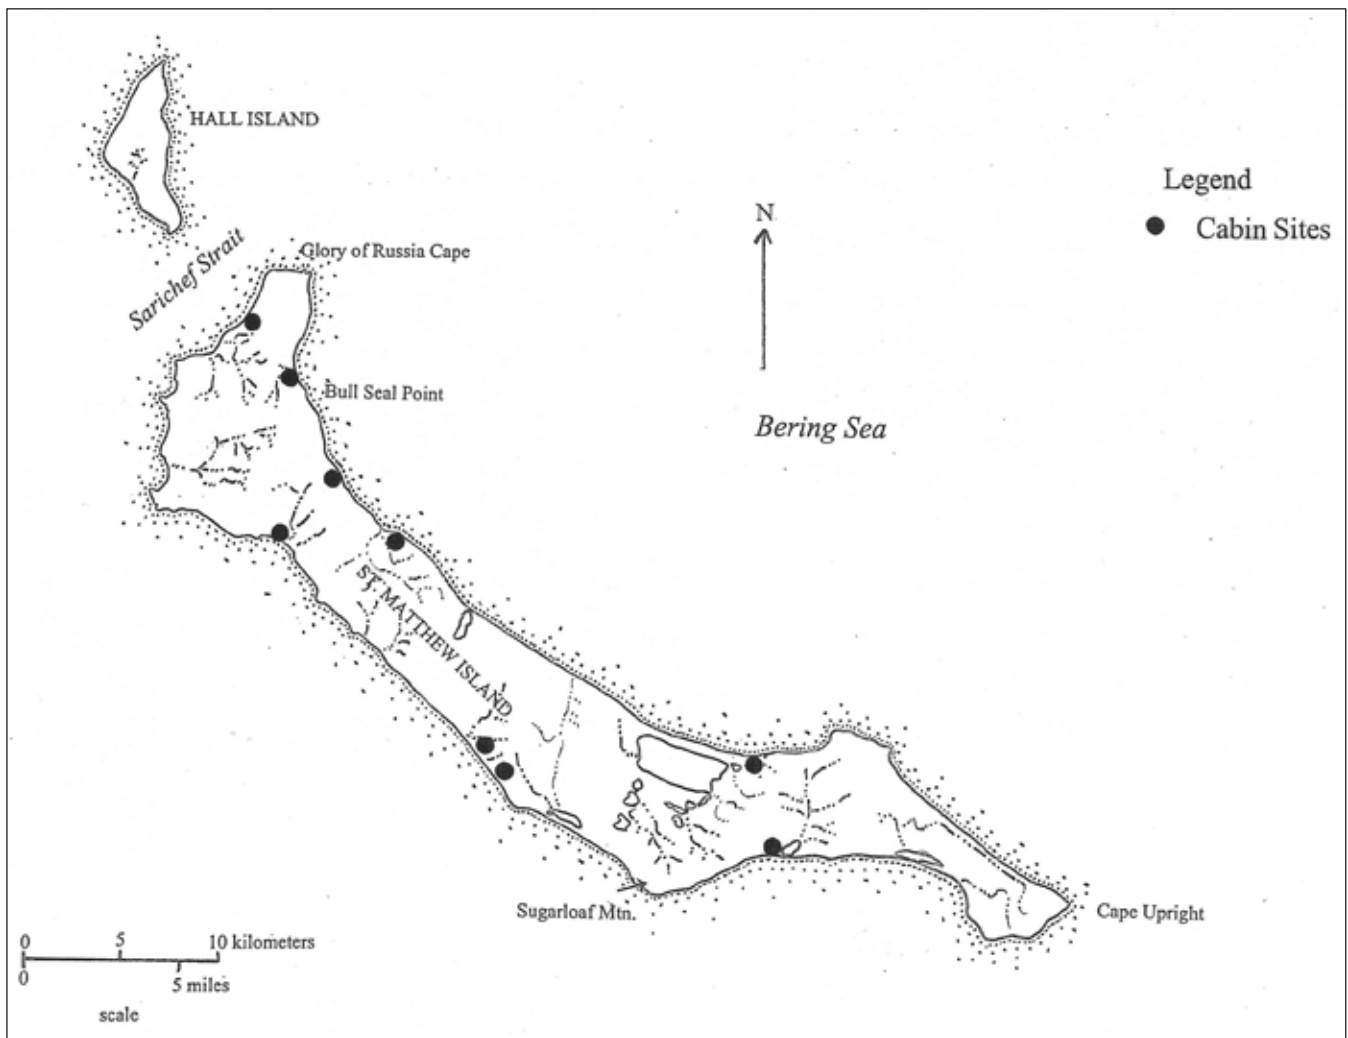 HALL ISLAND
Legend
Cabin Sites
N
Glory of Russia Cape
Sarichef Strait
Bull Seal Point
Bering Sea
ST. MATTHEW ISLAND
Sugarloaf Mtn.
Cape Upright
0 5 10 kilometers
0 5 miles
scale